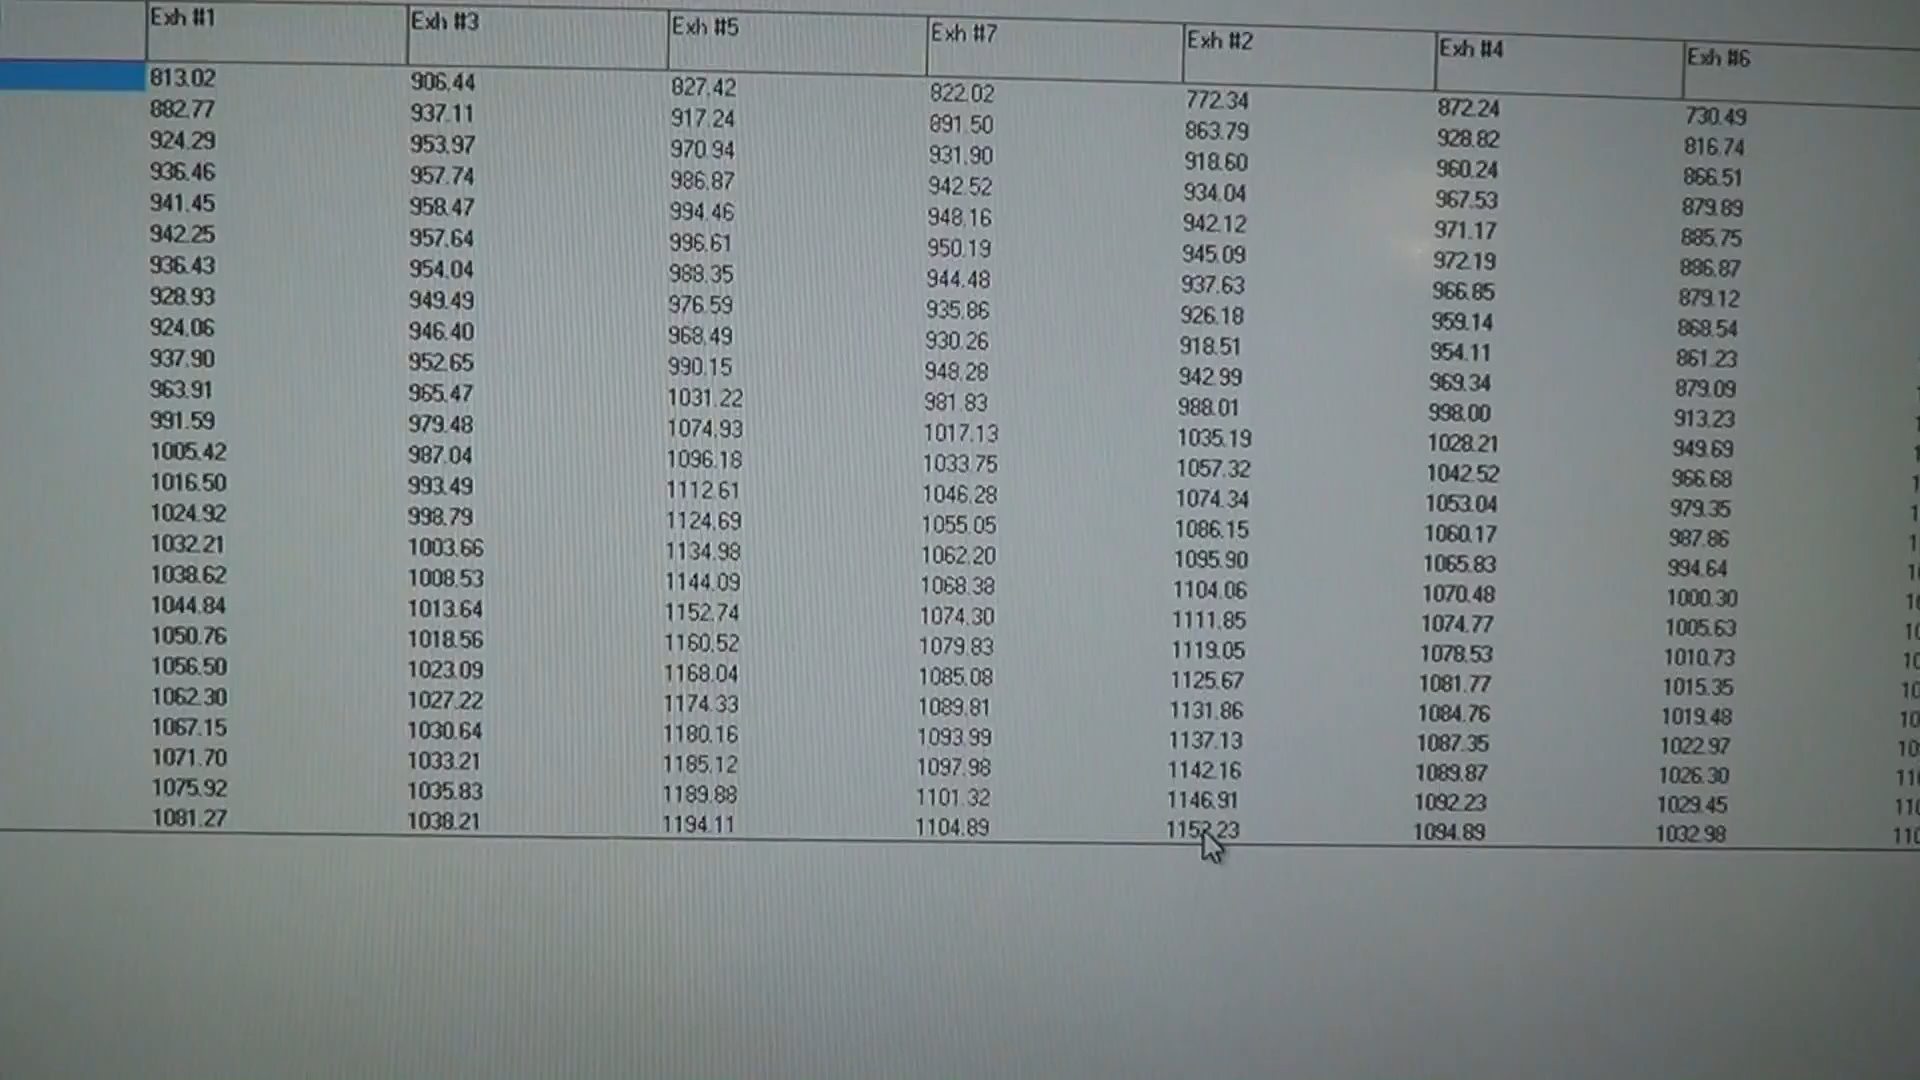 Exh #1 Exh #3 Exh #5 Exh #7 Exh #2 Exh #4 Exh #6
813.02 906.44 827.42 822.02 772.34 872.24 730.49
882.77 937.11 917.24 891.50 863.79 928.82 816.74
924.29 953.97 970.94 931.90 918.60 960.24 866.51
936.46 957.74 986.87 942.52 934.04 967.53 879.89
941.45 958.47 994.46 948.16 942.12 971.17 885.75
942.25 957.64 996.61 950.19 945.09 972.19 886.87
936.43 954.04 988.35 944.48 937.63 966.85 879.12
928.93 949.49 976.59 935.86 926.18 959.14 868.54
924.06 946.40 968.49 930.26 918.51 954.11 861.23
937.90 952.65 990.15 948.28 942.99 969.34 879.09
963.91 965.47 1031.22 981.83 988.01 998.00 913.23
991.59 979.48 1074.93 1017.13 1035.19 1028.21 949.69
1005.42 987.04 1096.18 1033.75 1057.32 1042.52 966.68
1016.50 993.49 1112.61 1046.28 1074.34 1053.04 979.35
1024.92 998.79 1124.69 1055.05 1086.15 1060.17 987.86
1032.21 1003.66 1134.98 1062.20 1095.90 1065.83 994.64
1038.62 1008.53 1144.09 1068.38 1104.06 1070.48 1000.30
1044.84 1013.64 1152.74 1074.30 1111.85 1074.77 1005.63
1050.76 1018.56 1160.52 1079.83 1119.05 1078.53 1010.73
1056.50 1023.09 1168.04 1085.08 1125.67 1081.77 1015.35
1062.30 1027.22 1174.33 1089.81 1131.86 1084.76 1019.48
1067.15 1030.64 1180.16 1093.99 1137.13 1087.35 1022.97
1071.70 1033.21 1185.12 1097.98 1142.16 1089.87 1026.30
1075.92 1035.83 1189.88 1101.32 1146.91 1092.23 1029.45
1081.27 1038.21 1194.11 1104.89 1152.23 1094.89 1032.98